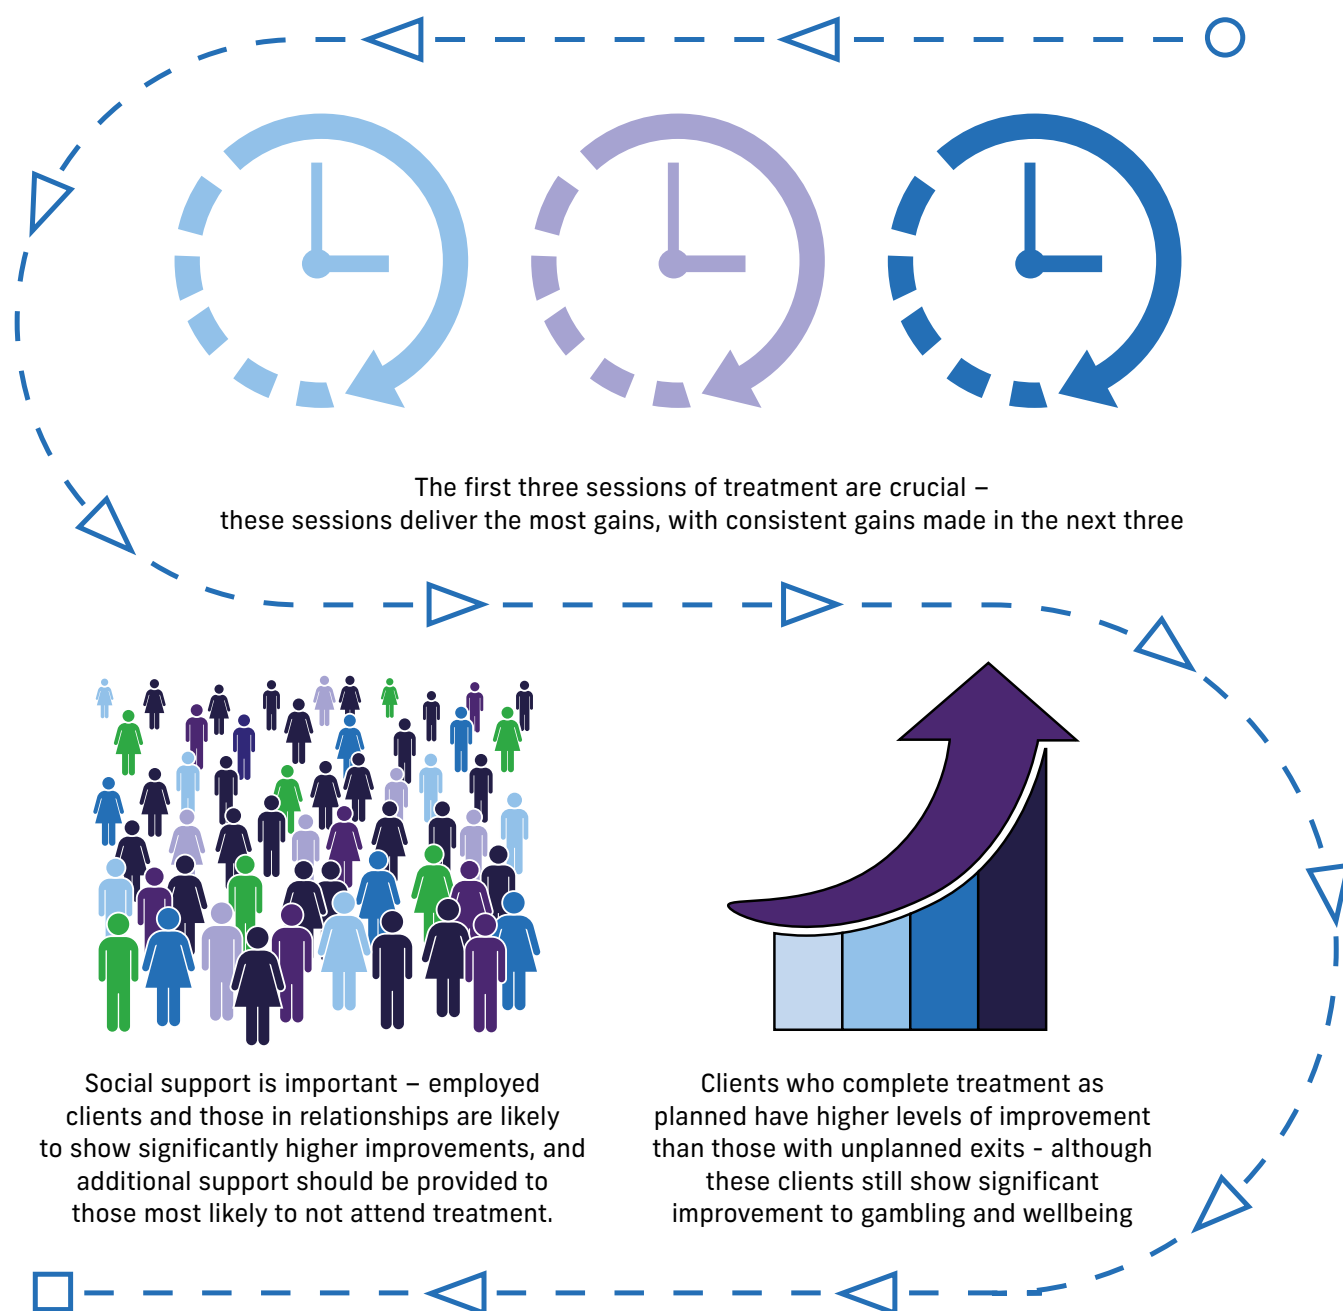 The first three sessions of treatment are crucial –
these sessions deliver the most gains, with consistent gains made in the next three
Social support is important – employed
clients and those in relationships are likely
to show significantly higher improvements, and
additional support should be provided to
those most likely to not attend treatment.
Clients who complete treatment as
planned have higher levels of improvement
than those with unplanned exits - although
these clients still show significant
improvement to gambling and wellbeing